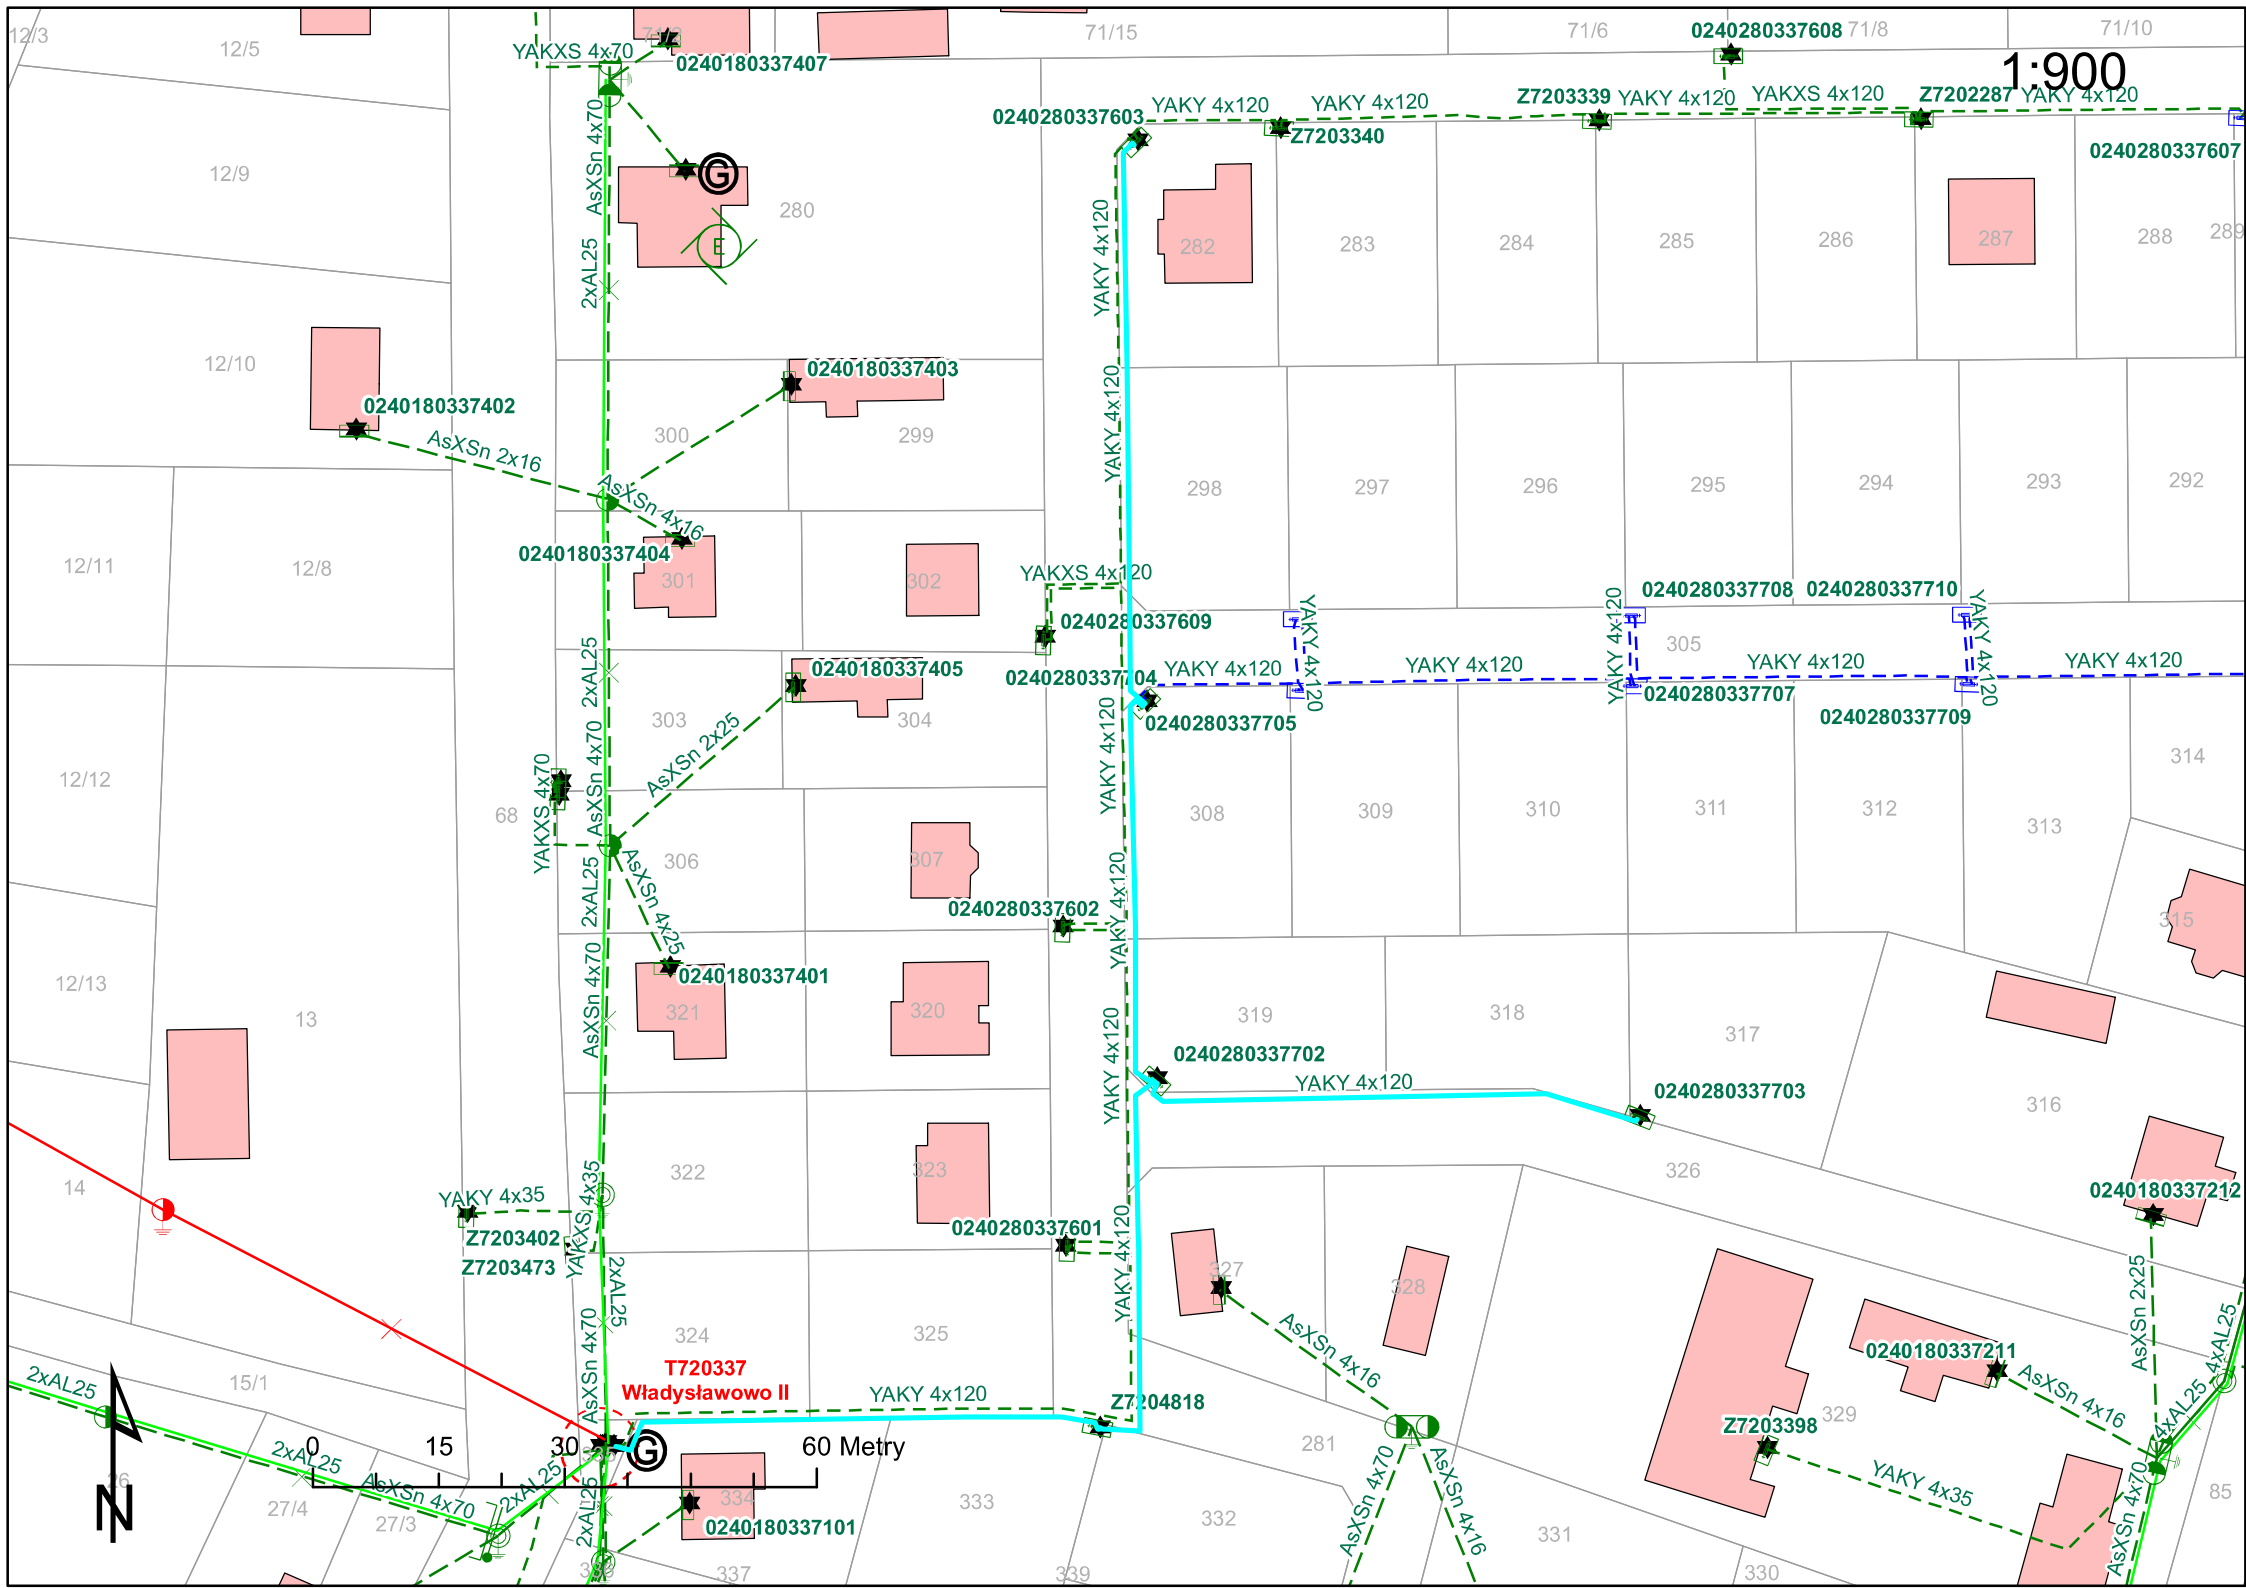 12/3
12/5
71/15
71/6
0240280337608
71/8
71/10
YAKXS 4x70
0240180337407
1:900
AsXSn 4x70
0240280337603
YAKY 4x120
YAKY 4x120
Z7203339
YAKY 4x120
YAKXS 4x120
Z7202287
YAKY 4x120
Z7203340
0240280337607
12/9
G
280
E
2xAL25
YAKY 4x120
282
283
284
285
286
287
288
289
12/10
0240180337402
0240180337403
AsXSn 2x16
300
299
YAKY 4x120
AsXSn 4x16
298
297
296
295
294
293
292
0240180337404
12/11
12/8
301
302
YAKXS 4x120
0240280337609
YAKY 4x120
YAKY 4x120
0240280337708
0240280337710
YAKY 4x120
305
0240180337405
0240280337704
YAKY 4x120
YAKY 4x120
YAKY 4x120
YAKY 4x120
2xAL25
303
304
AsXSn 2x25
0240280337705
0240280337707
0240280337709
YAKY 4x120
314
12/12
68
YAKXS 4x70
AsXSn 4x70
308
309
310
311
312
313
306
307
2xAL25
AsXSn 4x25
0240280337602
YAKY 4x120
315
12/13
13
AsXSn 4x70
0240180337401
321
320
319
318
317
YAKY 4x120
0240280337702
YAKY 4x120
0240280337703
316
14
YAKY 4x35
YAKXS 4x35
322
323
326
0240180337212
Z7203402
Z7203473
0240280337601
YAKY 4x120
2xAL25
327
328
AsXSn 2x25
AsXSn 4x70
324
325
T720337
Władysławowo II
YAKY 4x120
Z7204818
AsXSn 4x16
0240180337211
AsXSn 4x16
4xAL25
4xAL25
2xAL25
15/1
Z7203398
329
281
0
15
30
60 Metry
G
2xAL25
AsXSn 4x70
2xAL25
2xAL25
26
27/4
27/3
334
333
332
331
YAKY 4x35
85
0240180337101
AsXSn 4x70
AsXSn 4x16
AsXSn 4x70
337
339
330
N